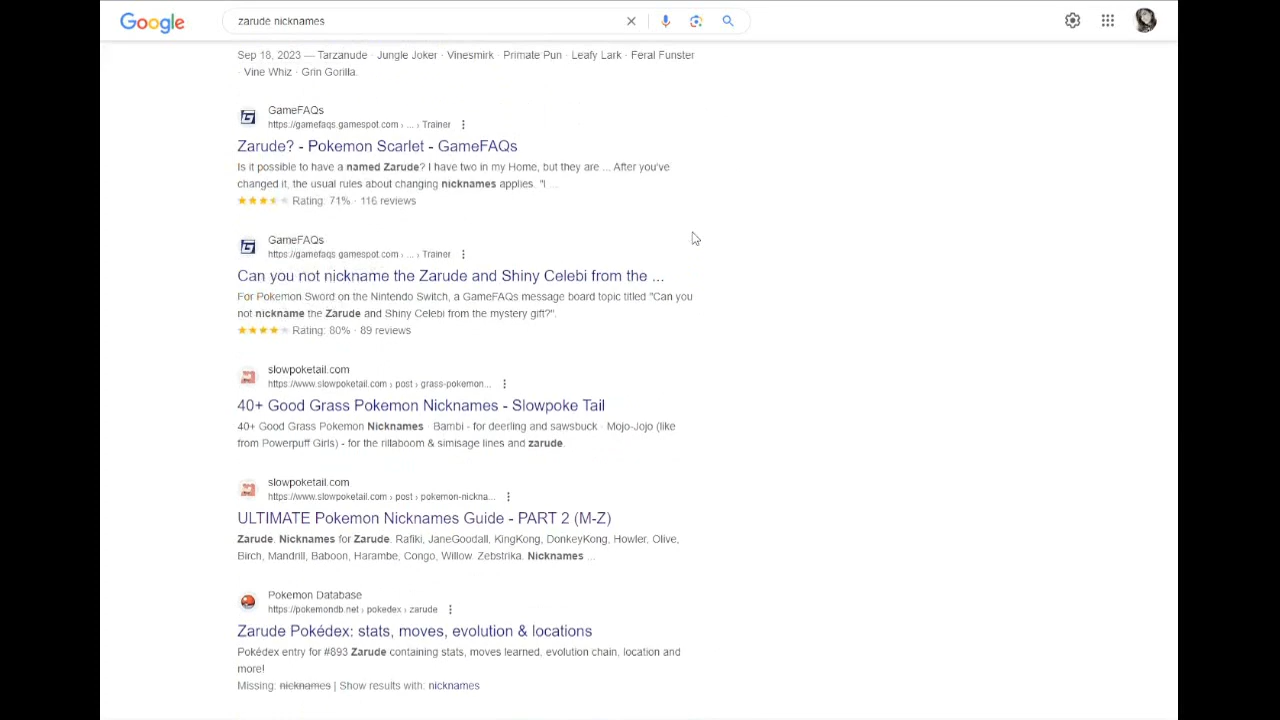 Google
zarude nicknames
Sep 18, 2023 — Tarzanude · Jungle Joker · Vinesmirk · Primate Pun · Leafy Lark · Feral Funster
· Vine Whiz · Grin Gorilla.
GameFAQs
https://gamefaqs.gamespot.com › ... › Trainer
Zarude? - Pokemon Scarlet - GameFAQs
Is it possible to have a named Zarude? I have two in my Home, but they are ... After you've
changed it, the usual rules about changing nicknames applies. "I ...
Rating: 71% · 116 reviews
GameFAQs
https://gamefaqs.gamespot.com › ... › Trainer
Can you not nickname the Zarude and Shiny Celebi from the ...
For Pokemon Sword on the Nintendo Switch, a GameFAQs message board topic titled "Can you
not nickname the Zarude and Shiny Celebi from the mystery gift?".
Rating: 80% · 89 reviews
slowpoketail.com
https://www.slowpoketail.com › post › grass-pokemon...
40+ Good Grass Pokemon Nicknames - Slowpoke Tail
40+ Good Grass Pokemon Nicknames · Bambi - for deerling and sawsbuck · Mojo-Jojo (like
from Powerpuff Girls) - for the rillaboom & simisage lines and zarude.
slowpoketail.com
https://www.slowpoketail.com › post › pokemon-nickna...
ULTIMATE Pokemon Nicknames Guide - PART 2 (M-Z)
Zarude. Nicknames for Zarude. Rafiki, JaneGoodall, KingKong, DonkeyKong, Howler, Olive,
Birch, Mandrill, Baboon, Harambe, Congo, Willow. Zebstrika. Nicknames ...
Pokemon Database
https://pokemondb.net › pokedex › zarude
Zarude Pokédex: stats, moves, evolution & locations
Pokédex entry for #893 Zarude containing stats, moves learned, evolution chain, location and
more!
Missing: nicknames | Show results with: nicknames